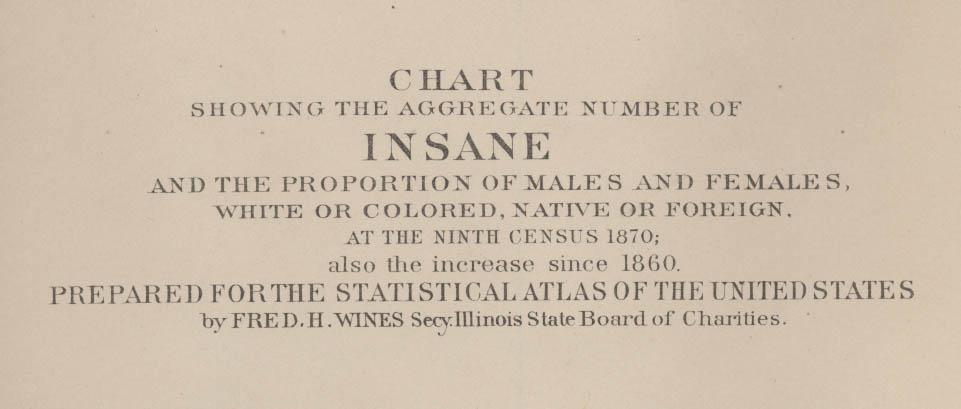 CHART
SHOWING THE AGGREGATE NUMBER OF
INSANE
AND THE PROPORTION OF MALES AND FEMALES,
WHITE OR COLORED, NATIVE OR FOREIGN,
AT THE NINTH CENSUS 1870;
also the increase since 1860.
PREPARED FOR THE STATISTICAL ATLAS OF THE UNITED STATES
by FRED. H. WINES Secy. Illinois State Board of Charities.